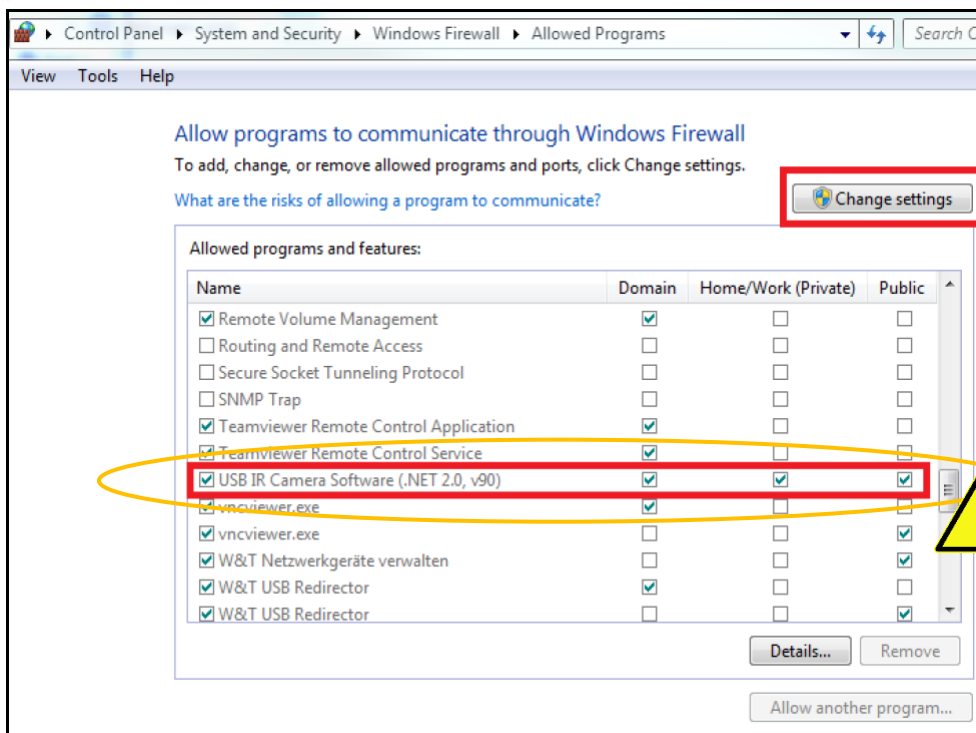 Control Panel System and Security Windows Firewall Allowed Programs Search C
View Tools Help
Allow programs to communicate through Windows Firewall
To add, change, or remove allowed programs and ports, click Change settings.
What are the risks of allowing a program to communicate?
Change settings
Allowed programs and features:
Name Domain Home/Work (Private) Public
Remote Volume Management
Routing and Remote Access
Secure Socket Tunneling Protocol
SNMP Trap
Teamviewer Remote Control Application
Teamviewer Remote Control Service
USB IR Camera Software (.NET 2.0, v90)
vncviewer.exe
vncviewer.exe
W&T Netzwerkgeräte verwalten
W&T USB Redirector
W&T USB Redirector
Details... Remove
Allow another program...